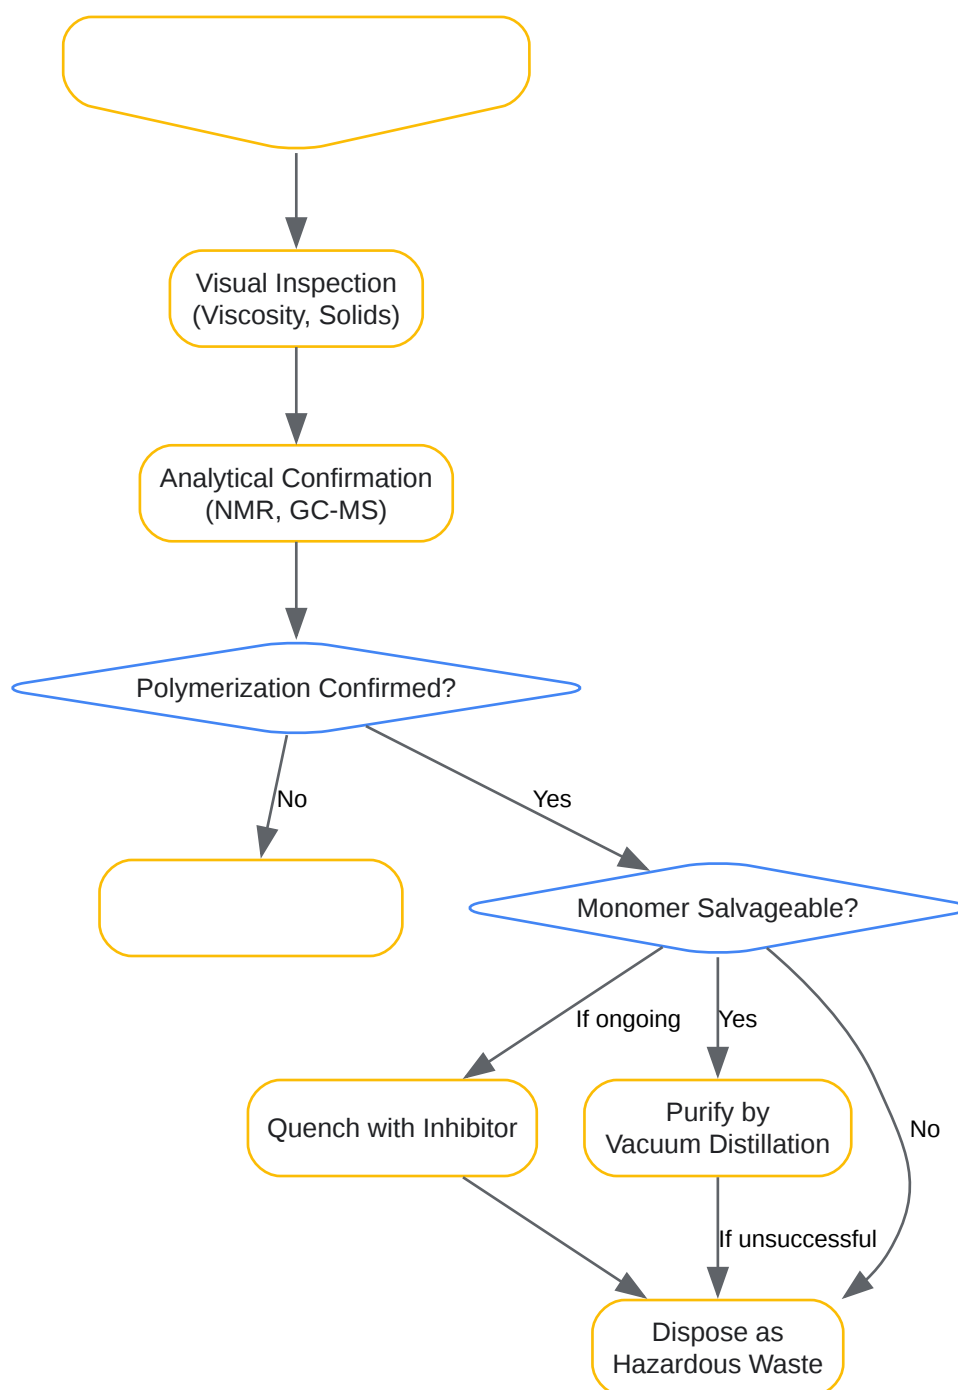 Visual Inspection
(Viscosity, Solids)
Analytical Confirmation
(NMR, GC-MS)
Polymerization Confirmed?
No
Yes
Monomer Salvageable?
If ongoing
Yes
No
Quench with Inhibitor
Purify by
Vacuum Distillation
If unsuccessful
Dispose as
Hazardous Waste